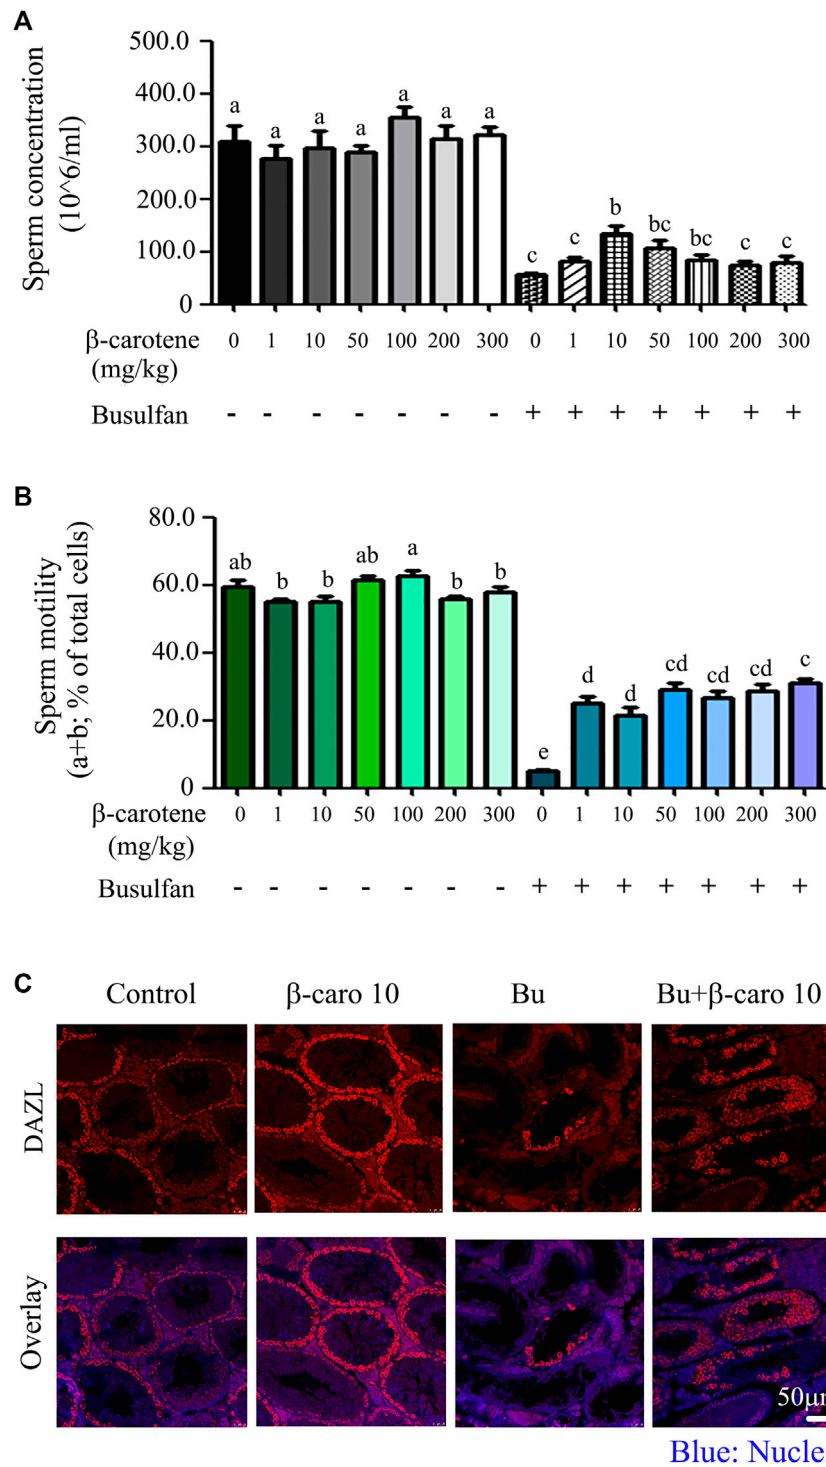 A
Sperm concentration
(10^6/ml)
500.0
400.0
300.0
200.0
100.0
0
a a a a a a a c c b bc bc c c
β-carotene 0 1 10 50 100 200 300 0 1 10 50 100 200 300
(mg/kg)
Busulfan - - - - - - - + + + + + + +
B
Sperm motility
(a+b; % of total cells)
80.0
60.0
40.0
20.0
0
ab b b ab a b b e d d cd cd cd c
β-carotene 0 1 10 50 100 200 300 0 1 10 50 100 200 300
(mg/kg)
Busulfan - - - - - - - + + + + + + +
C
Control β-caro 10 Bu Bu+β-caro 10
DAZL
Overlay
50μm
Blue: Nucle